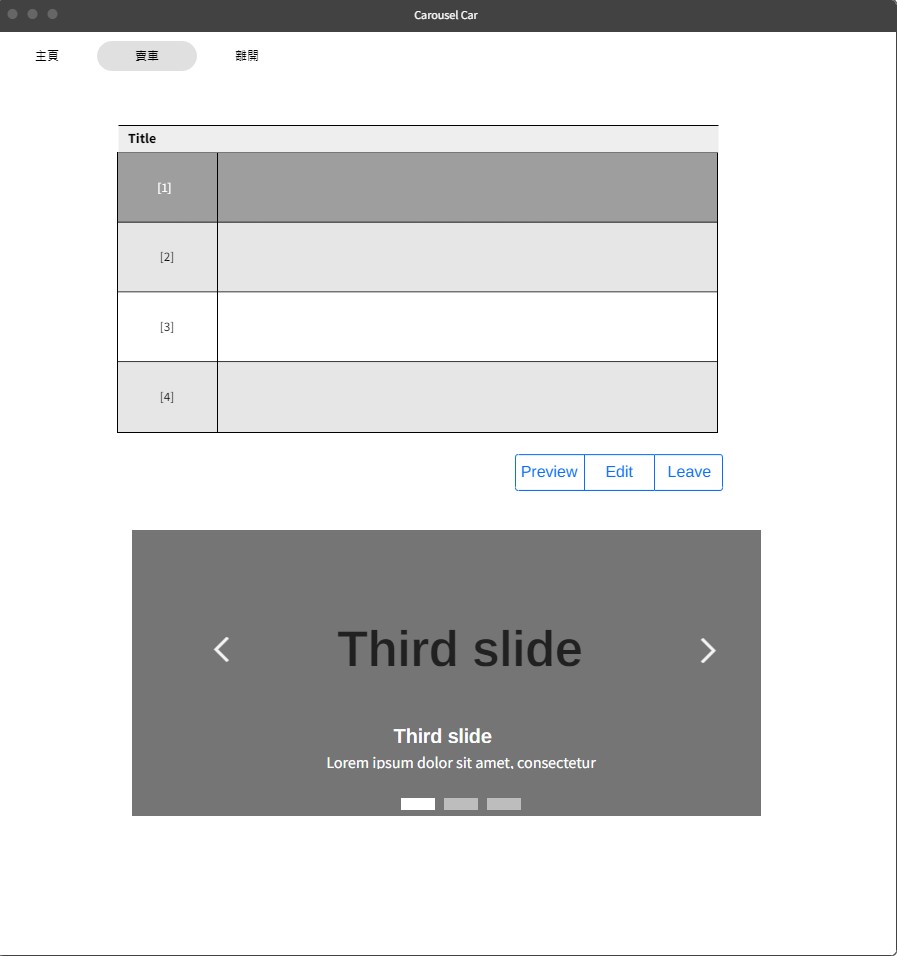 Carousel Car
主頁 賣車 離開
Title
[1]
[2]
[3]
[4]
Preview Edit Leave
Third slide
Third slide
Lorem ipsum dolor sit amet, consectetur